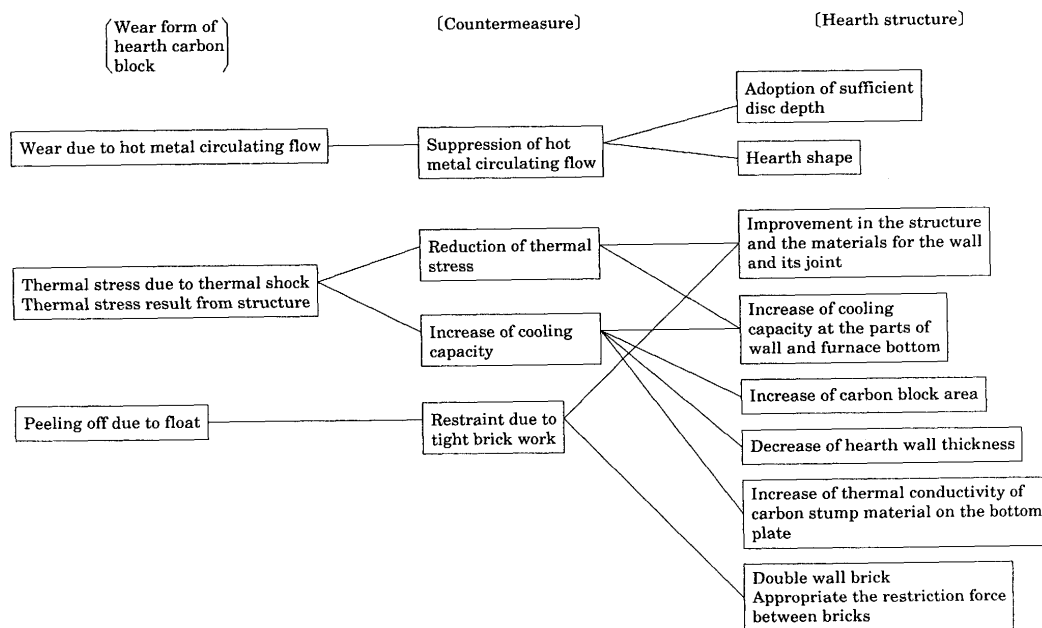 Wear form of
hearth carbon
block
〔Countermeasure〕
〔Hearth structure〕
Wear due to hot metal circulating flow
Suppression of hot
metal circulating flow
Adoption of sufficient
disc depth
Hearth shape
Thermal stress due to thermal shock
Thermal stress result from structure
Reduction of thermal
stress
Increase of cooling
capacity
Improvement in the structure
and the materials for the wall
and its joint
Increase of cooling
capacity at the parts of
wall and furnace bottom
Increase of carbon block area
Peeling off due to float
Restraint due to
tight brick work
Decrease of hearth wall thickness
Increase of thermal conductivity of
carbon stump material on the bottom
plate
Double wall brick
Appropriate the restriction force
between bricks